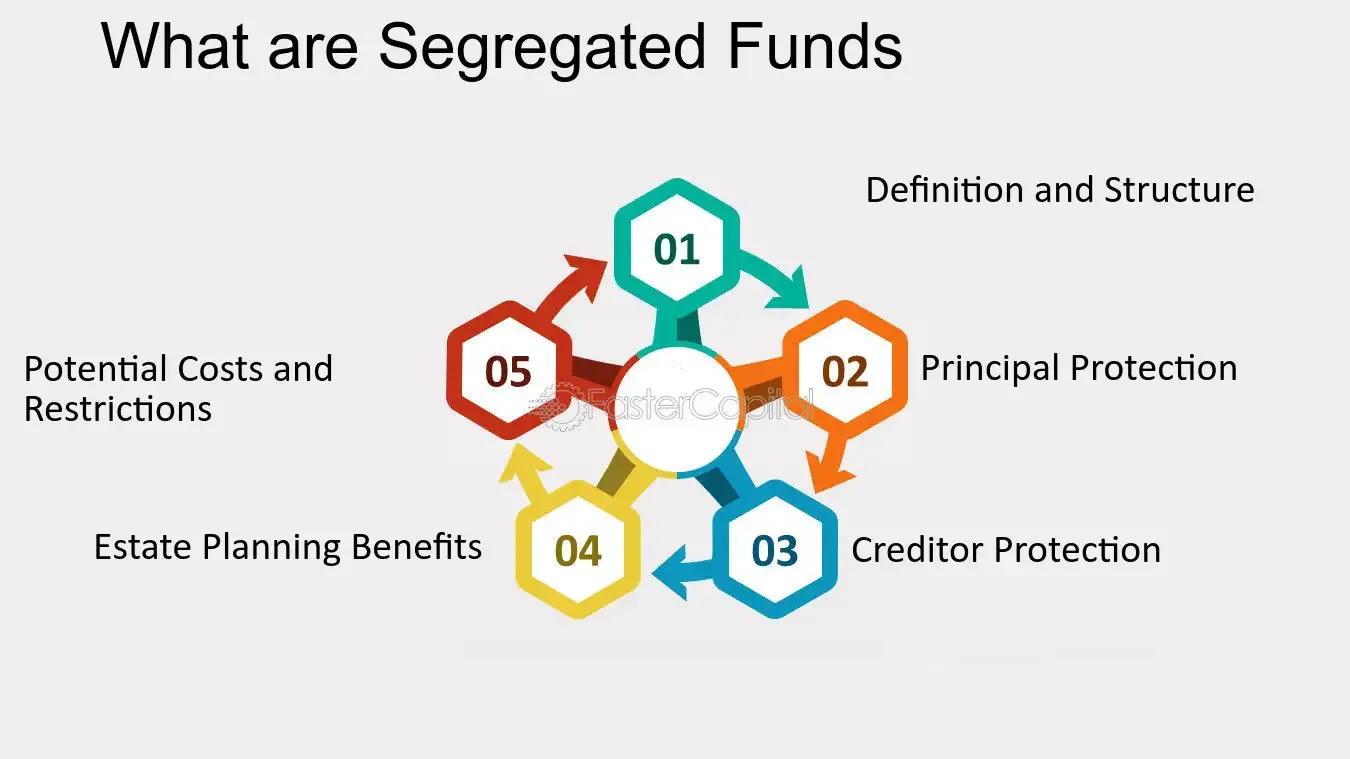 What are Segregated Funds
01
Definition and Structure
02
Principal Protection
03
Creditor Protection
04
Estate Planning Benefits
05
Potential Costs and
Restrictions
FasterCapital